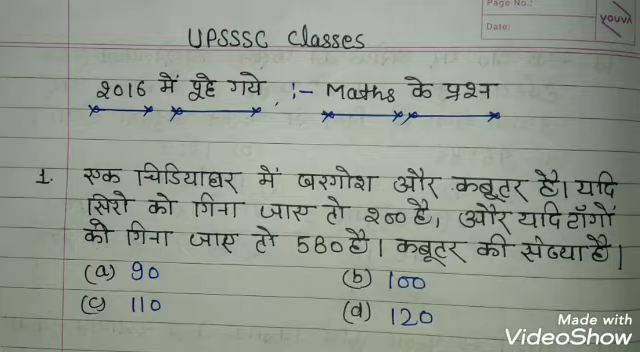 Page No.:
Date:
YOUVA
UPSSSC Classes
2016 में पूछे गये :- Maths के प्रश्न
1. एक चिडियाघर में खरगोश और कबूतर है। यदि
सिरो को गिना जाए तो 200 है, और यदि टाँगों
को गिना जाए तो 580 है। कबूतर की संख्या है।
(a) 90 (b) 100
(c) 110 (d) 120
Made with
VideoShow